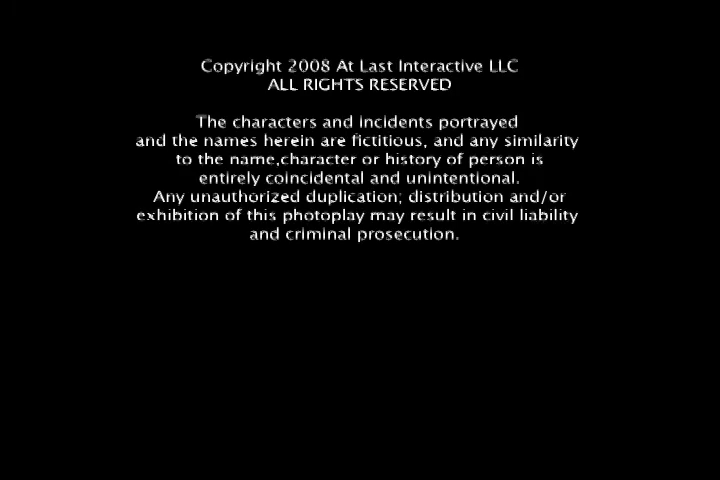 Copyright 2008 At Last Interactive LLC
ALL RIGHTS RESERVED
The characters and incidents portrayed
and the names herein are fictitious, and any similarity
to the name,character or history of person is
entirely coincidental and unintentional.
Any unauthorized duplication; distribution and/or
exhibition of this photoplay may result in civil liability
and criminal prosecution.